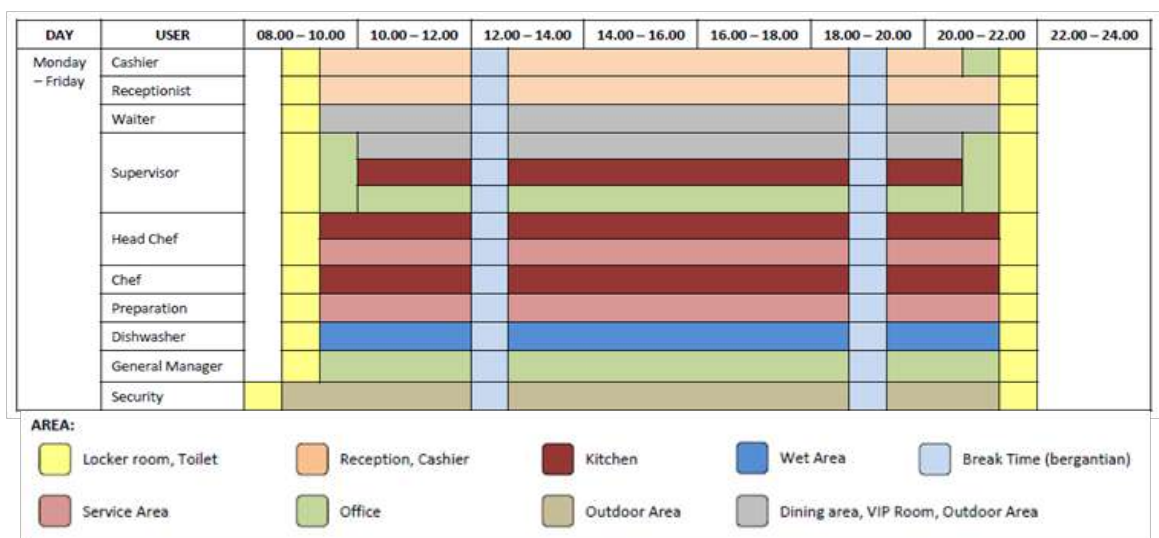 DAY USER 08.00 – 10.00 10.00 – 12.00 12.00 – 14.00 14.00 – 16.00 16.00 – 18.00 18.00 – 20.00 20.00 – 22.00 22.00 – 24.00
Monday Cashier
– Friday Receptionist
Waiter
Supervisor
Head Chef
Chef
Preparation
Dishwasher
General Manager
Security
AREA:
Locker room, Toilet Reception, Cashier Kitchen Wet Area Break Time (bergantian)
Service Area Office Outdoor Area Dining area, VIP Room, Outdoor Area